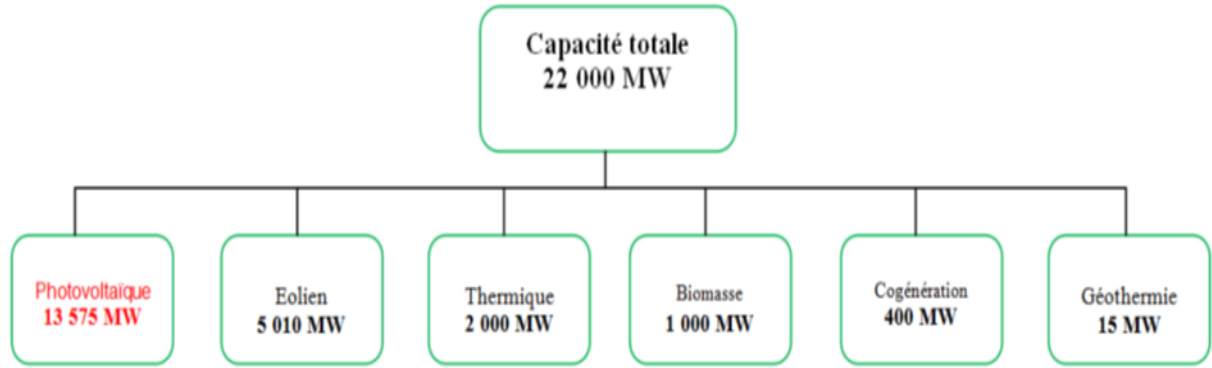 Capacité totale
22 000 MW
Photovoltaïque
13 575 MW
Eolien
5 010 MW
Thermique
2 000 MW
Biomasse
1 000 MW
Cogénération
400 MW
Géothermie
15 MW